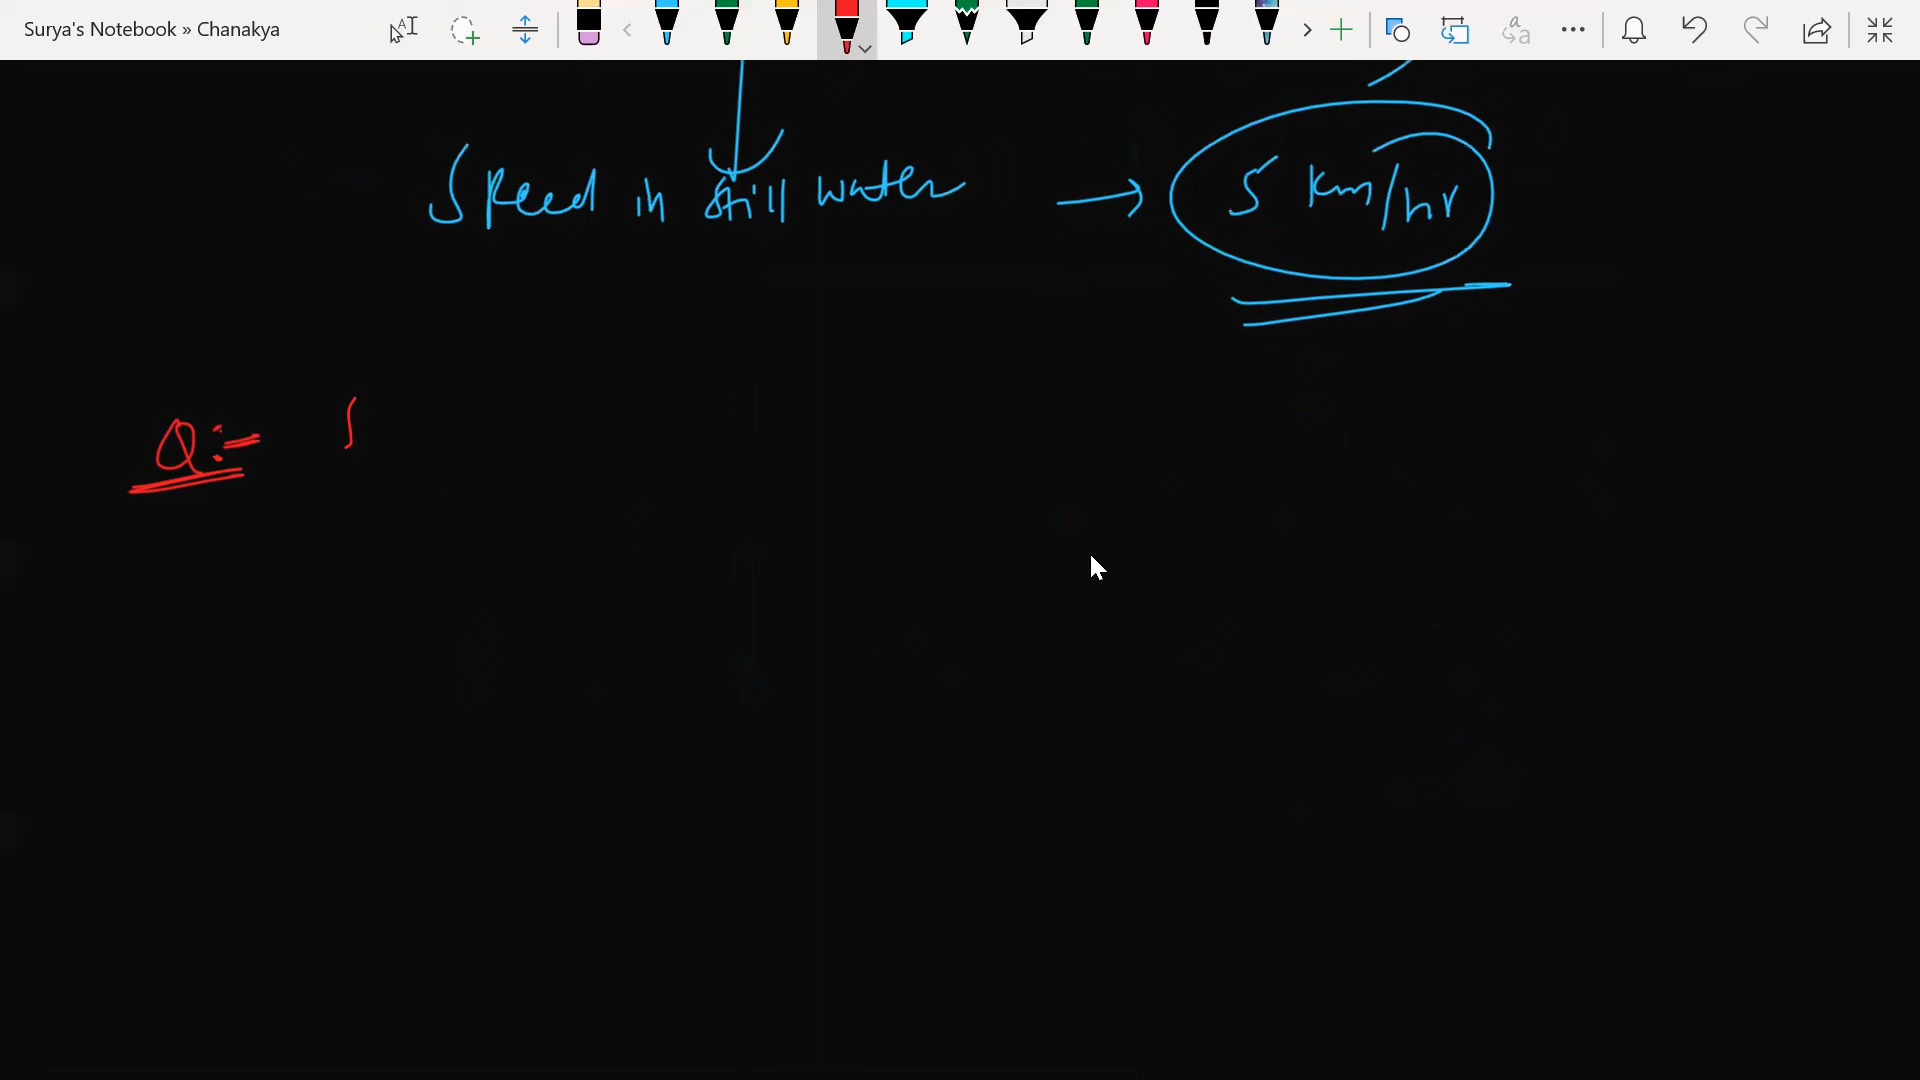 Surya's Notebook » Chanakya
Speed in still water → 5 km/hr
Q:-